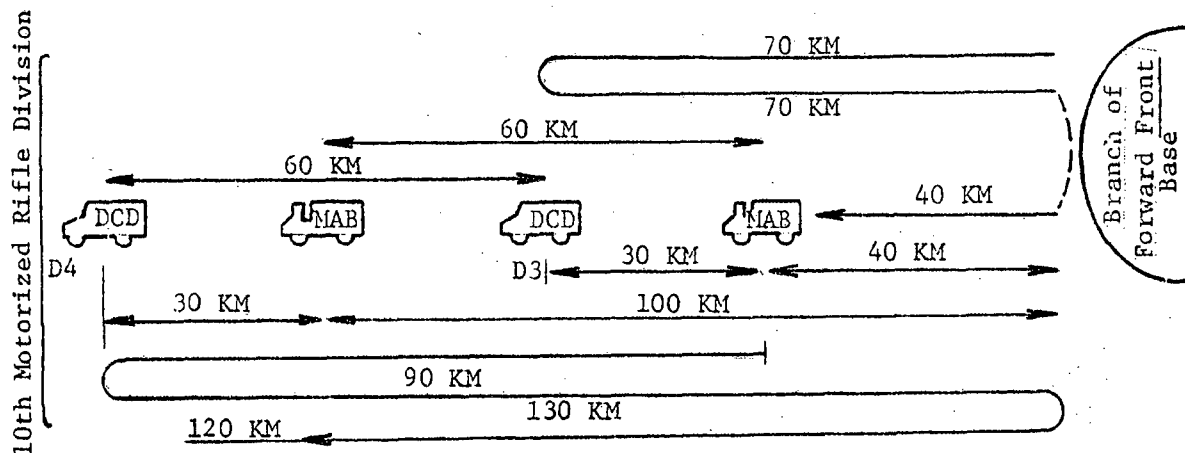 10th Motorized Rifle Division
70 KM
70 KM
Branch of
Forward Front
Base
60 KM
60 KM
40 KM
DCD
MAB
DCD
MAB
D4
D3
30 KM
40 KM
30 KM
100 KM
90 KM
130 KM
120 KM